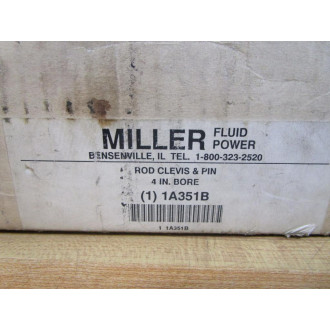 MILLER FLUID POWER
BENSENVILLE, IL TEL. 1-800-323-2520
ROD CLEVIS & PIN
4 IN. BORE
(1) 1A351B
1 1A351B